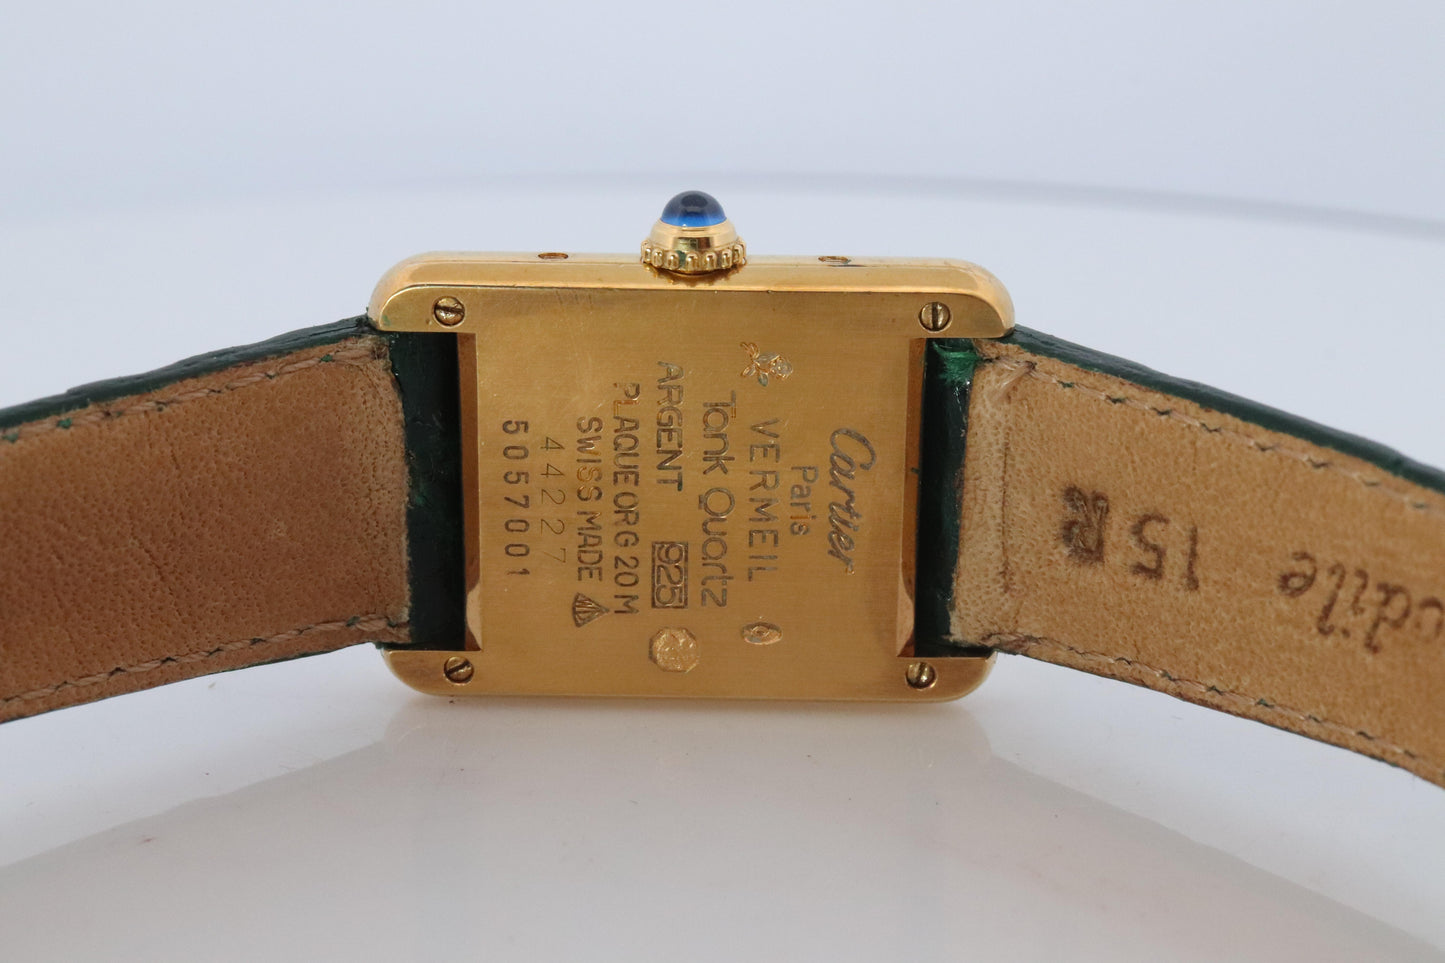 Cartier
Paris
VERMEIL
Tank Quartz
ARGENT 925
PLAQUE OR G 20 M
SWISS MADE
44227
5057001
15 R